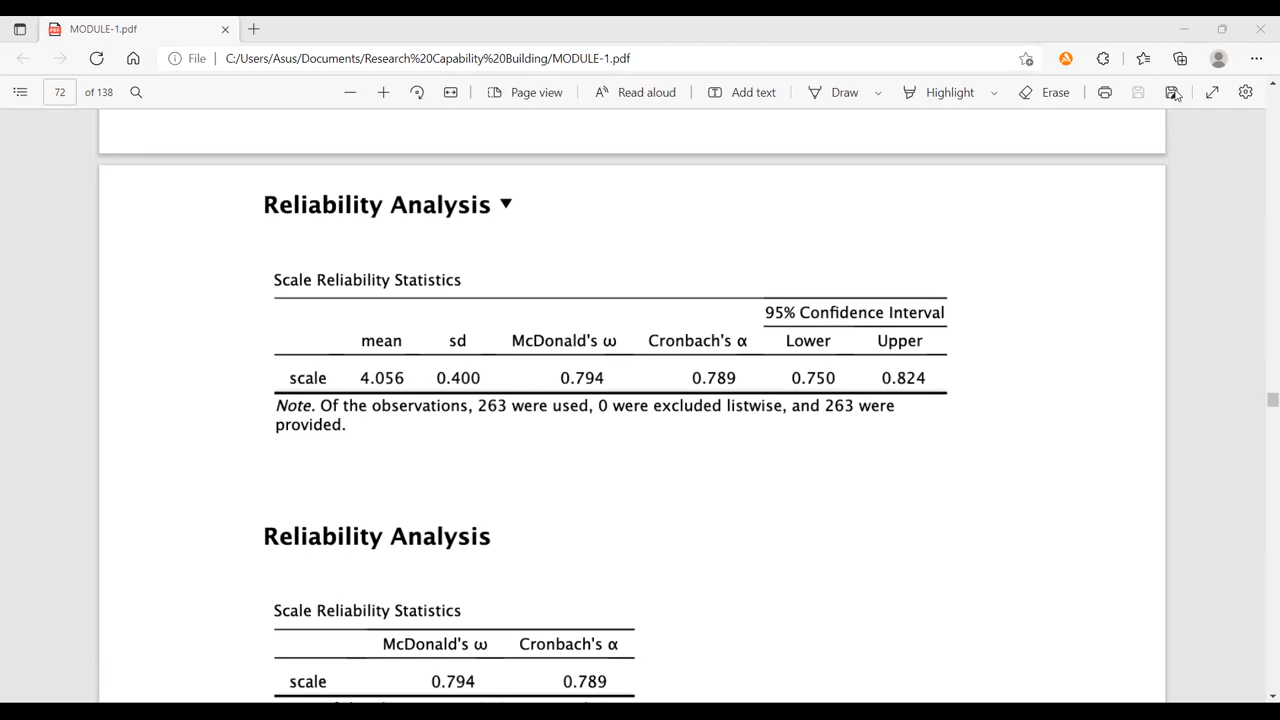 MODULE-1.pdf
File C:/Users/Asus/Documents/Research%20Capability%20Building/MODULE-1.pdf
72 of 138 Page view Read aloud Add text Draw Highlight Erase
Reliability Analysis ▼
Scale Reliability Statistics
95% Confidence Interval
mean sd McDonald's ω Cronbach's α Lower Upper
scale 4.056 0.400 0.794 0.789 0.750 0.824
Note. Of the observations, 263 were used, 0 were excluded listwise, and 263 were
provided.
Reliability Analysis
Scale Reliability Statistics
McDonald's ω Cronbach's α
scale 0.794 0.789